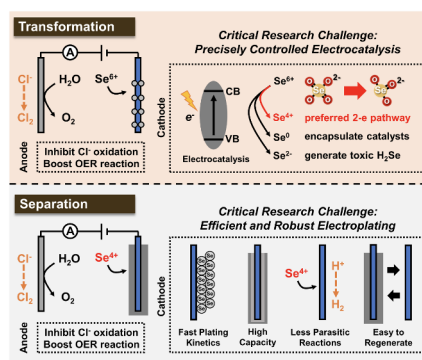 Transformation
Critical Research Challenge:
Precisely Controlled Electrocatalysis
A
Cl⁻
H₂O
Se⁶⁺
Cl₂
O₂
Anode
Cathode
Inhibit Cl⁻ oxidation
Boost OER reaction
e⁻
CB
VB
Electrocatalysis
Se⁶⁺
Se
2-
Se
2-
Se⁴⁺ preferred 2-e pathway
Se⁰ encapsulate catalysts
Se²⁻ generate toxic H₂Se
Separation
Critical Research Challenge:
Efficient and Robust Electroplating
A
Cl⁻
H₂O
Se⁴⁺
Cl₂
O₂
Anode
Cathode
Inhibit Cl⁻ oxidation
Boost OER reaction
Se⁴⁺
H⁺
H₂
Fast Plating
Kinetics
High
Capacity
Less Parasitic
Reactions
Easy to
Regenerate